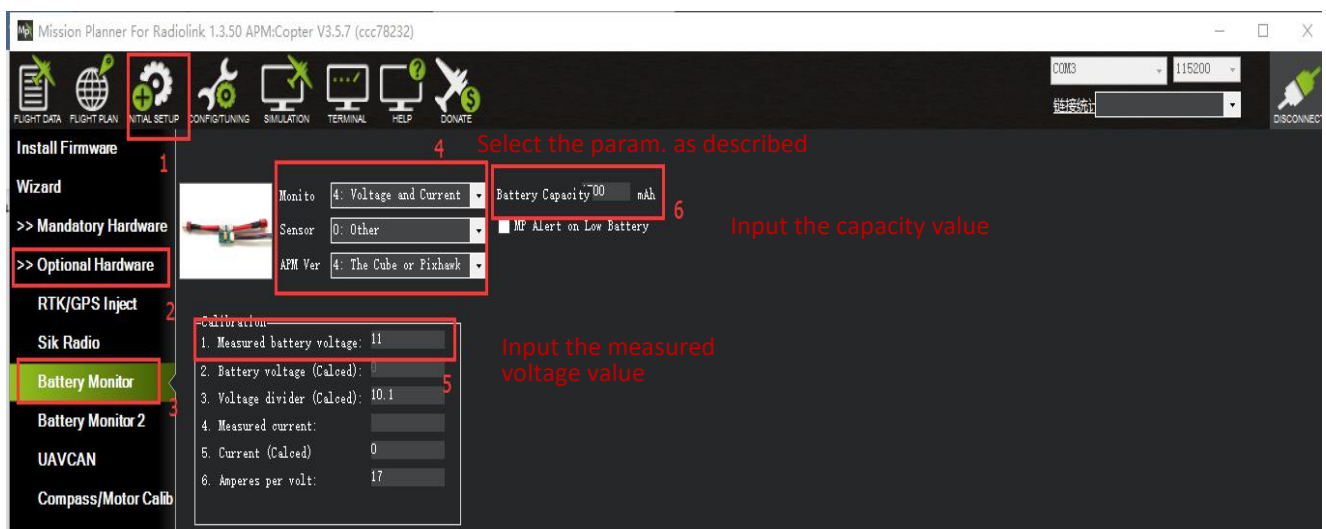 Mission Planner For Radiolink 1.3.50 APM:Copter V3.5.7 (ccc78232)
FLIGHT DATA FLIGHT PLAN INITIAL SETUP CONFIG/TUNING SIMULATION TERMINAL HELP DONATE
COM3 115200
链接统计
DISCONNECT
Install Firmware
1
4 Select the param. as described
Wizard
Monito 4: Voltage and Current
Battery Capacity 00 mAh
6
>> Mandatory Hardware
Sensor 0: Other
MP Alert on Low Battery
Input the capacity value
>> Optional Hardware
APM Ver 4: The Cube or Pixhawk
RTK/GPS Inject
2
Calibration
Sik Radio
1. Measured battery voltage: 11
Input the measured
voltage value
Battery Monitor
3
2. Battery voltage (Calced): 0
5
3. Voltage divider (Calced): 10.1
Battery Monitor 2
4. Measured current:
UAVCAN
5. Current (Calced) 0
6. Amperes per volt: 17
Compass/Motor Calib